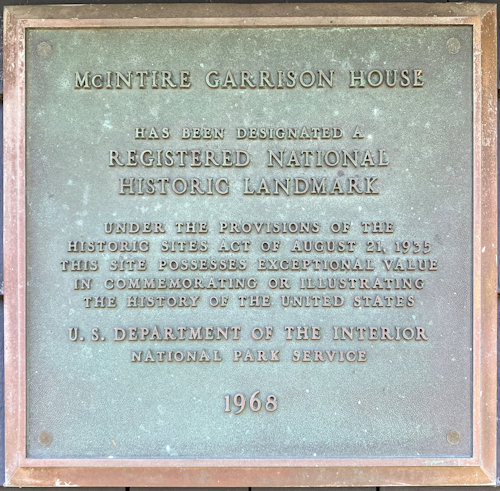 McINTIRE GARRISON HOUSE
HAS BEEN DESIGNATED A
REGISTERED NATIONAL
HISTORIC LANDMARK
UNDER THE PROVISIONS OF THE
HISTORIC SITES ACT OF AUGUST 21, 1935
THIS SITE POSSESSES EXCEPTIONAL VALUE
IN COMMEMORATING OR ILLUSTRATING
THE HISTORY OF THE UNITED STATES
U. S. DEPARTMENT OF THE INTERIOR
NATIONAL PARK SERVICE
1968